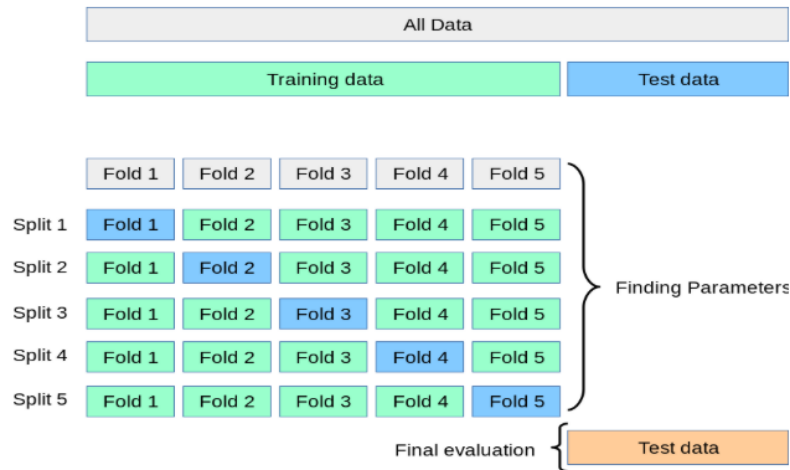 All Data
Training data Test data
Fold 1 Fold 2 Fold 3 Fold 4 Fold 5
Split 1 Fold 1 Fold 2 Fold 3 Fold 4 Fold 5
Split 2 Fold 1 Fold 2 Fold 3 Fold 4 Fold 5
Finding Parameters
Split 3 Fold 1 Fold 2 Fold 3 Fold 4 Fold 5
Split 4 Fold 1 Fold 2 Fold 3 Fold 4 Fold 5
Split 5 Fold 1 Fold 2 Fold 3 Fold 4 Fold 5
Final evaluation Test data